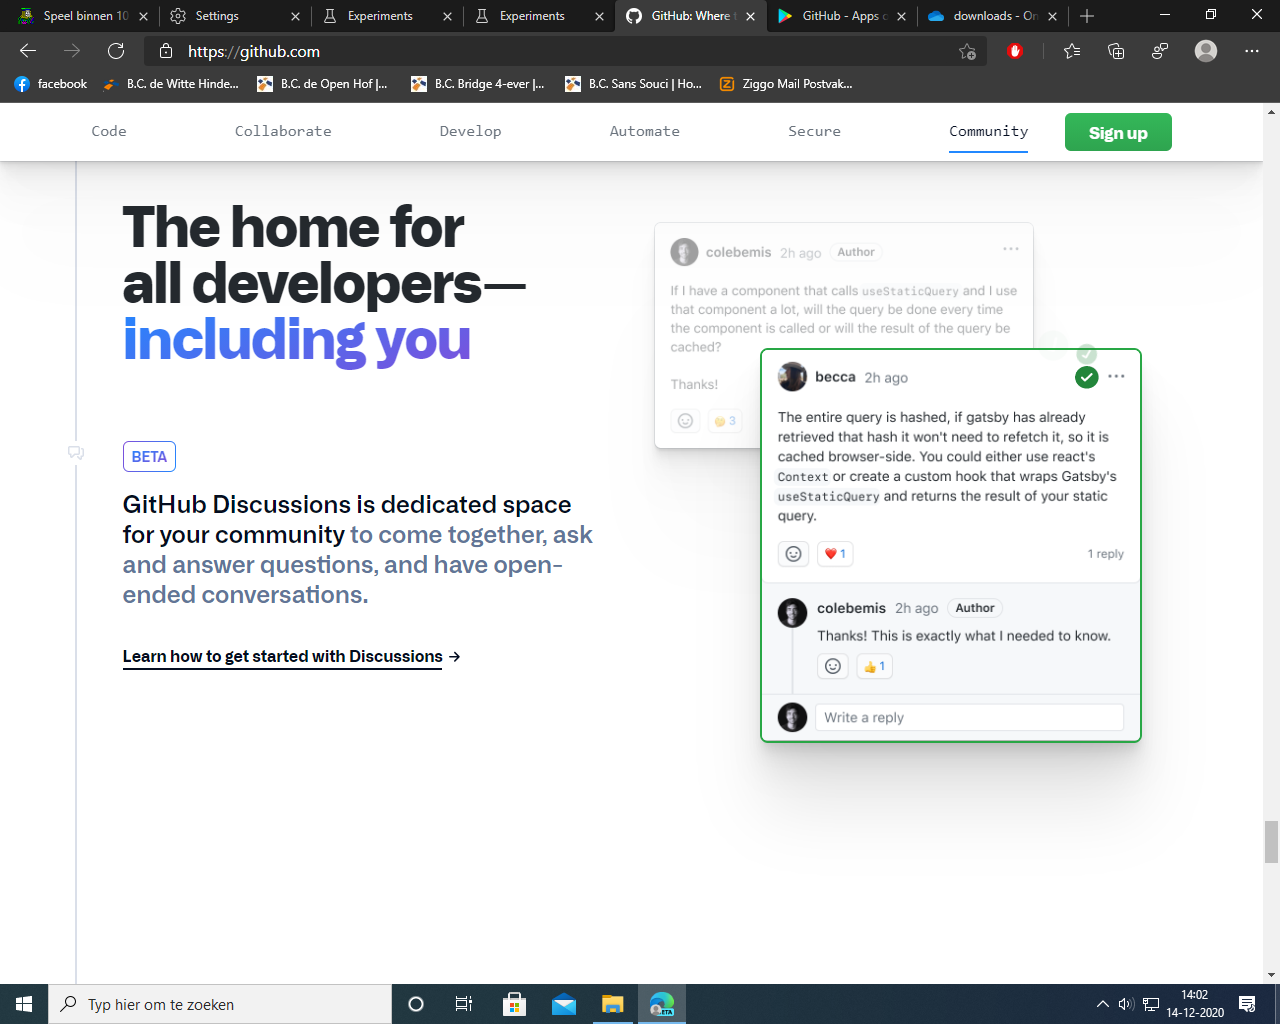 Speel binnen 10
Settings
Experiments
Experiments
GitHub: Where
GitHub - Apps
downloads - On
https://github.com
facebook
B.C. de Witte Hinde...
B.C. de Open Hof |...
B.C. Bridge 4-ever |...
B.C. Sans Souci | Ho...
Ziggo Mail Postvak...
Code
Collaborate
Develop
Automate
Secure
Community
Sign up
The home for
all developers—
including you
BETA
GitHub Discussions is dedicated space
for your community to come together, ask
and answer questions, and have open-
ended conversations.
Learn how to get started with Discussions →
colebemis 2h ago Author
If I have a component that calls useStaticQuery and I use
that component a lot, will the query be done every time
the component is called or will the result of the query be
cached?
Thanks!
3
becca 2h ago
The entire query is hashed, if gatsby has already
retrieved that hash it won't need to refetch it, so it is
cached browser-side. You could either use react's
Context or create a custom hook that wraps Gatsby's
useStaticQuery and returns the result of your static
query.
1
1 reply
colebemis 2h ago Author
Thanks! This is exactly what I needed to know.
1
Write a reply
Typ hier om te zoeken
BETA
14:02
14-12-2020